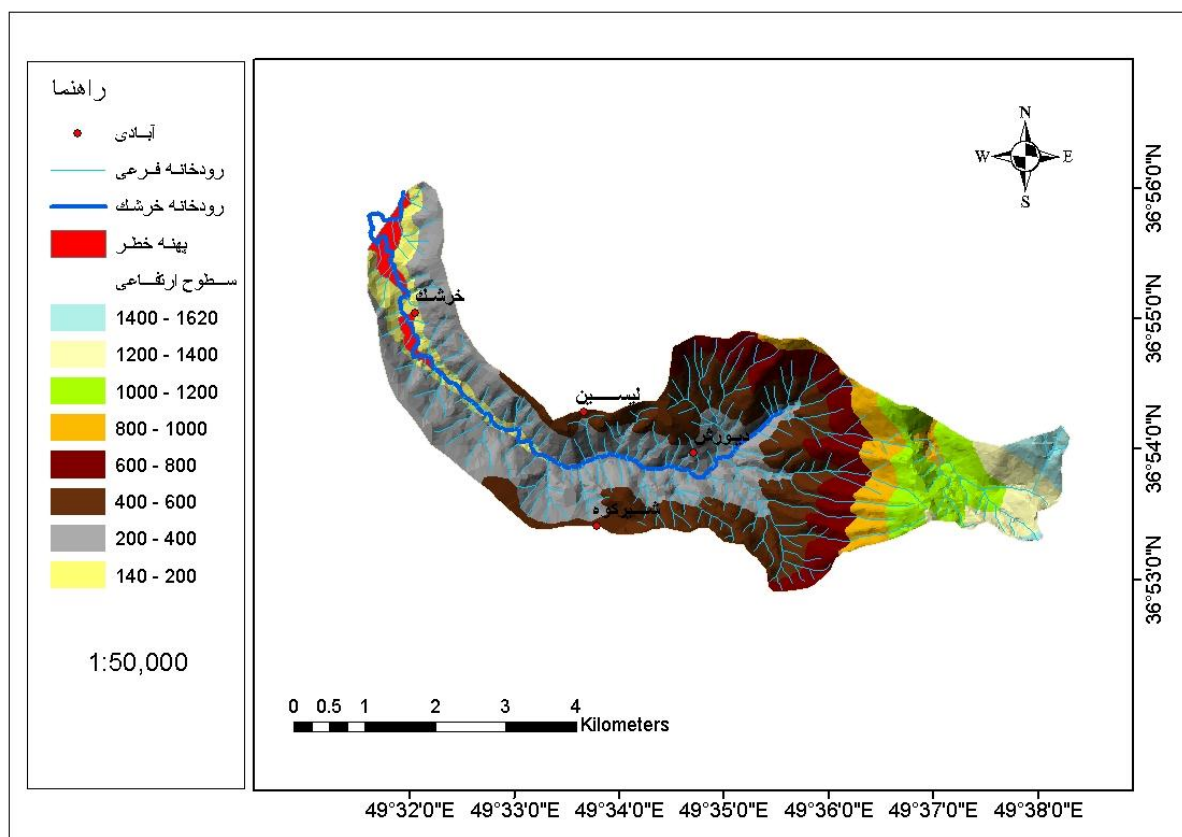 راهنما
آبادی
رودخانه فرعی
رودخانه خرشك
پهنه خطر
سطوح ارتفاعی
1400 - 1620
1200 - 1400
1000 - 1200
800 - 1000
600 - 800
400 - 600
200 - 400
140 - 200
1:50,000
N
W
E
S
خرشك
لیسین
دیورش
شیرکوه
0 0.5 1 2 3 4
Kilometers
36°56'0"N
36°55'0"N
36°54'0"N
36°53'0"N
49°32'0"E 49°33'0"E 49°34'0"E 49°35'0"E 49°36'0"E 49°37'0"E 49°38'0"E